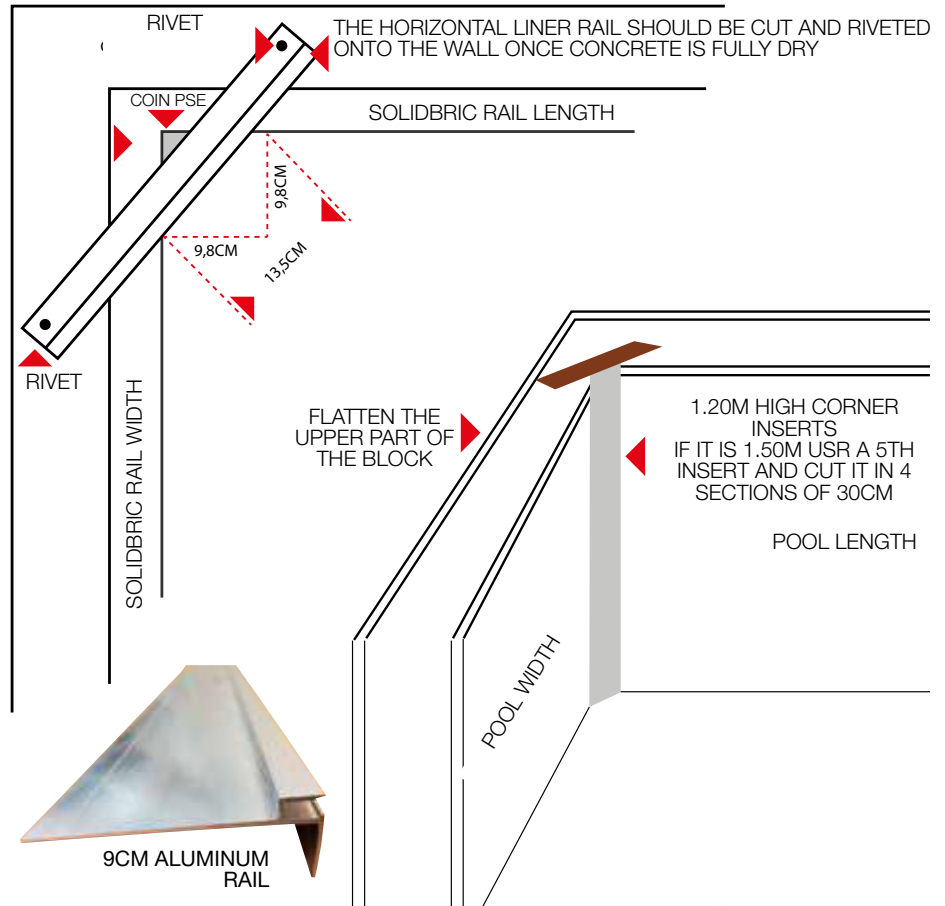 RIVET
THE HORIZONTAL LINER RAIL SHOULD BE CUT AND RIVETED
ONTO THE WALL ONCE CONCRETE IS FULLY DRY
COIN PSE
SOLIDBRIC RAIL LENGTH
9,8CM
9,8CM
13,5CM
RIVET
SOLIDBRIC RAIL WIDTH
FLATTEN THE
UPPER PART OF
THE BLOCK
1.20M HIGH CORNER
INSERTS
IF IT IS 1.50M USR A 5TH
INSERT AND CUT IT IN 4
SECTIONS OF 30CM
POOL LENGTH
POOL WIDTH
9CM ALUMINUM
RAIL